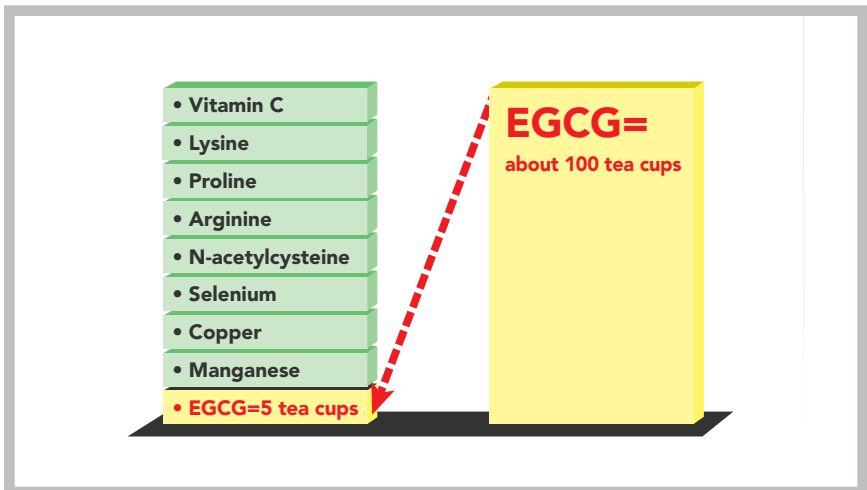 • Vitamin C
• Lysine
• Proline
• Arginine
• N-acetylcysteine
• Selenium
• Copper
• Manganese
• EGCG=5 tea cups
EGCG=
about 100 tea cups